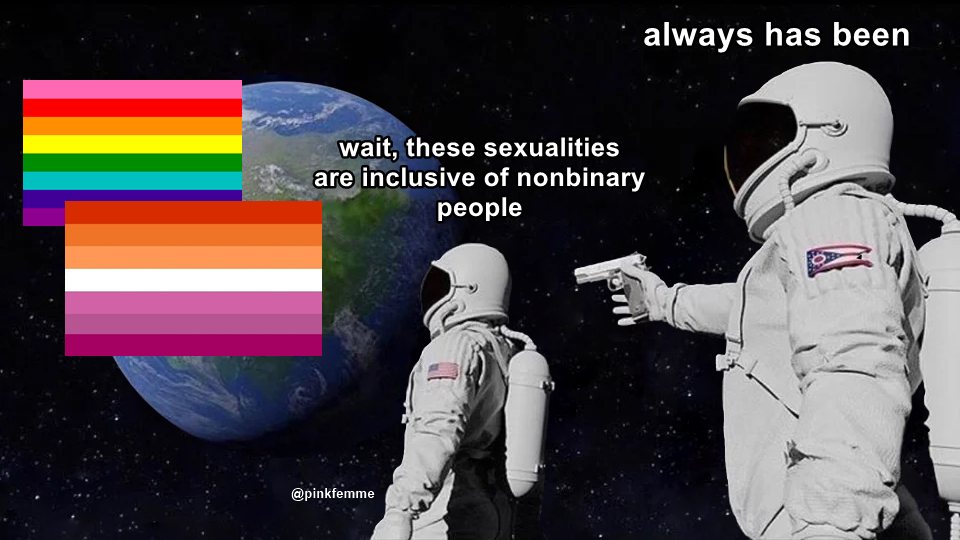 always has been
wait, these sexualities
are inclusive of nonbinary
people
@pinkfemme